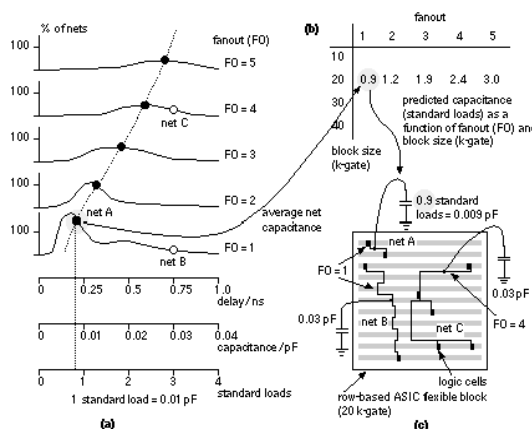 % of nets
fanout (FO)
100
FO = 5
100
FO = 4
net C
100
FO = 3
100
FO = 2
net A
100
FO = 1
net B
average net
capacitance
0 0.25 0.5 0.75 1.0
delay/ns
0 0.01 0.02 0.03 0.04
capacitance/pF
0 1 2 3 4
standard loads
1 standard load = 0.01 pF
(a)
(b)
fanout
1 2 3 4 5
10
20 0.9 1.2 1.9 2.4 3.0
30
40
block size
(k-gate)
predicted capacitance
(standard loads) as a
function of fanout (FO) and
block size (k-gate)
0.9 standard
loads = 0.009 pF
net A
FO = 1
0.03 pF
0.03 pF
net B
net C
FO = 4
logic cells
row-based ASIC flexible block
(20 k-gate)
(c)